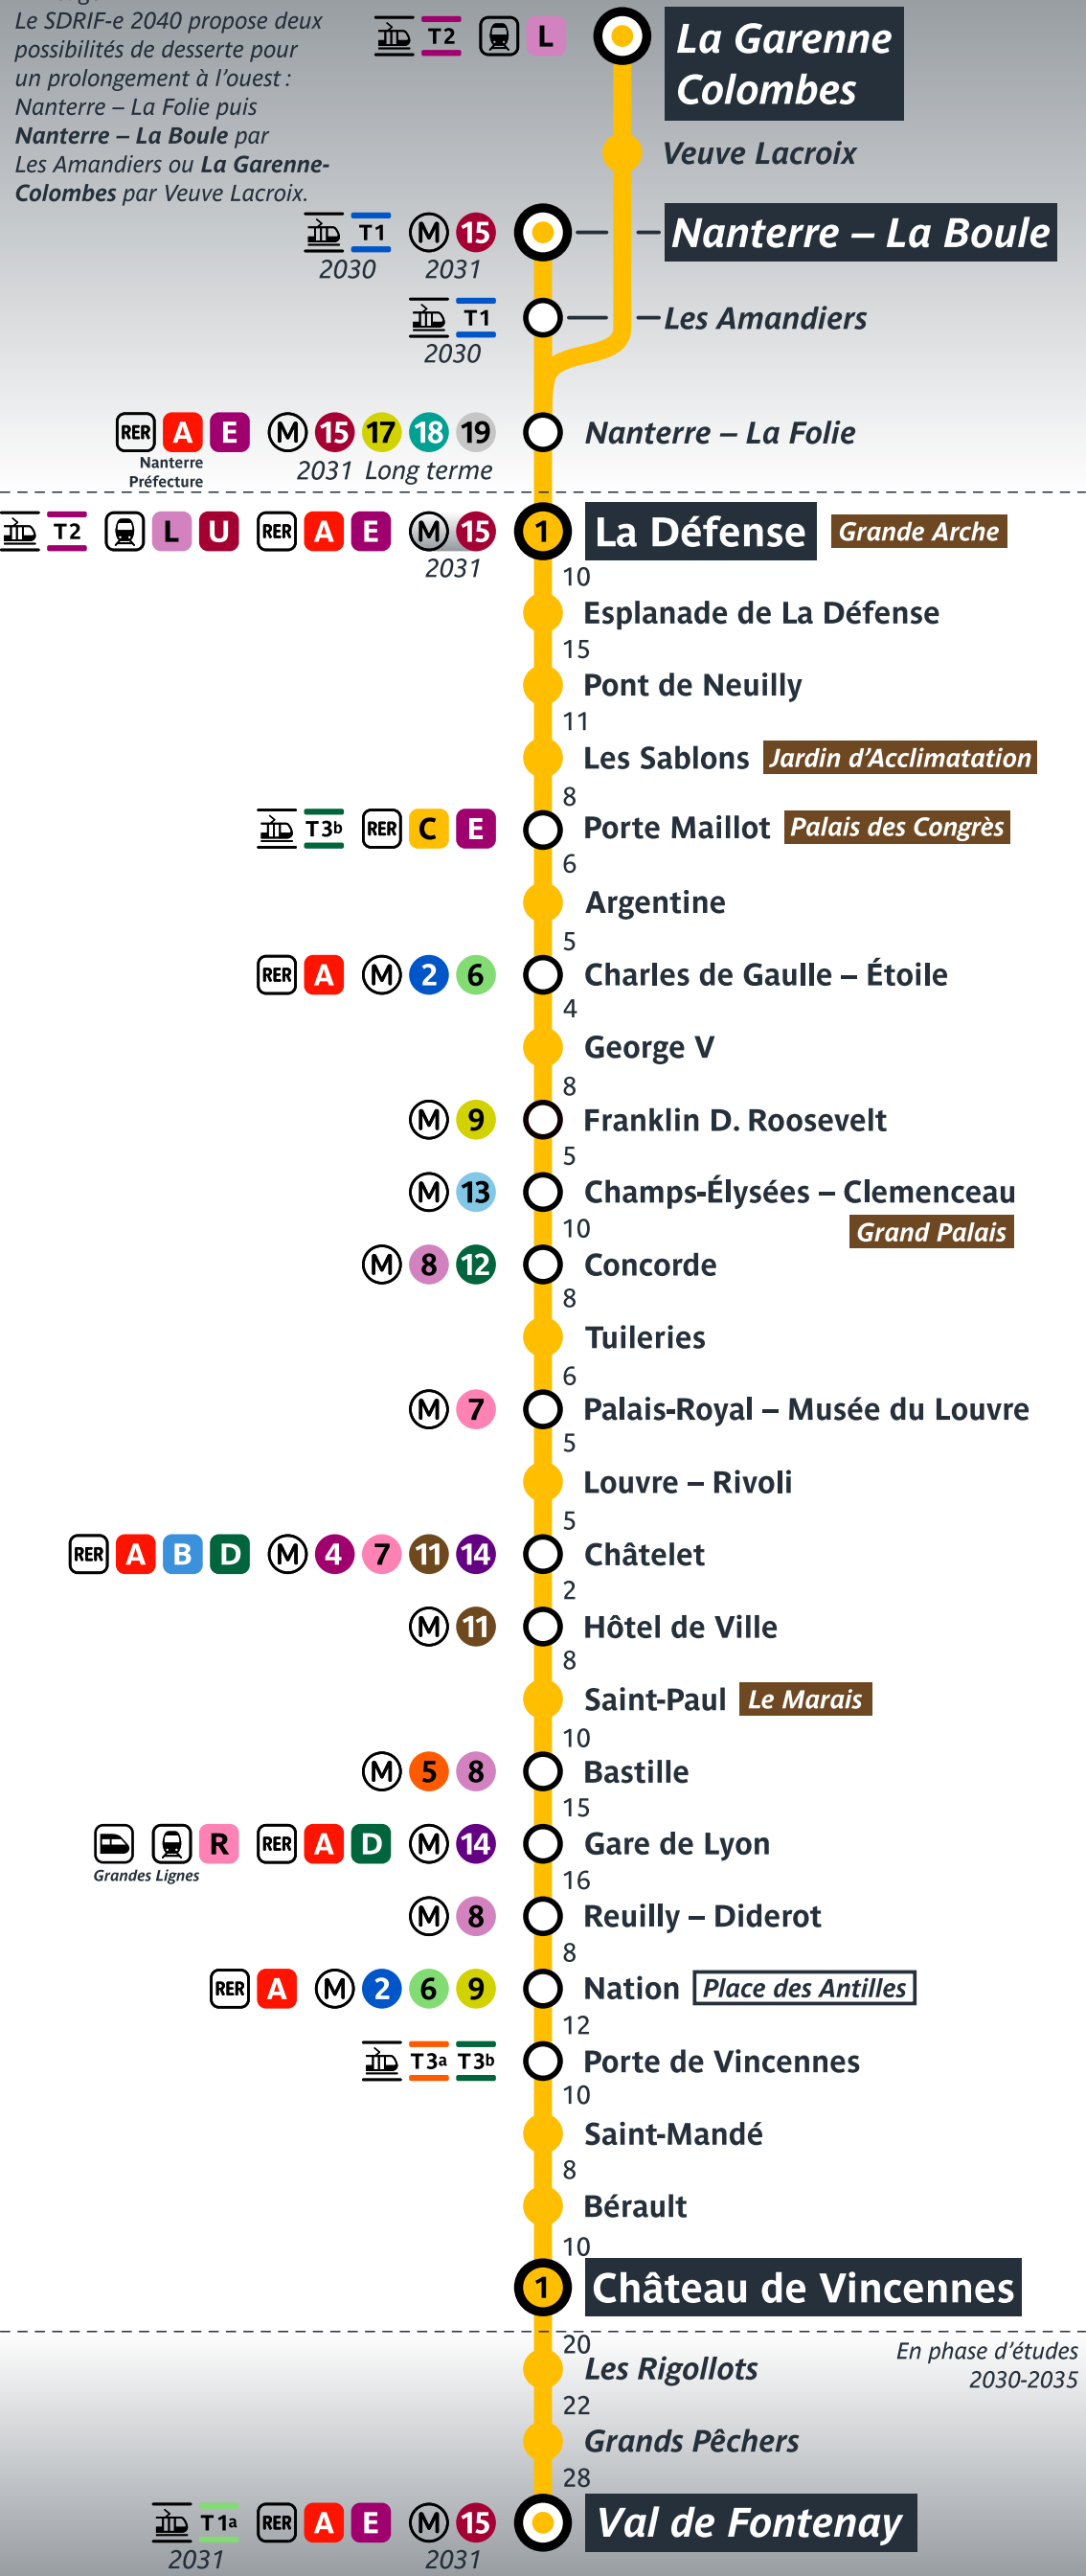 Le SDRIF-e 2040 propose deux
possibilités de desserte pour
un prolongement à l'ouest :
Nanterre – La Folie puis
Nanterre – La Boule par
Les Amandiers ou La Garenne-
Colombes par Veuve Lacroix.
T2 L La Garenne
Colombes
Veuve Lacroix
T1 M 15 Nanterre – La Boule
2030 2031
T1 Les Amandiers
2030
RER A E M 15 17 18 19 Nanterre – La Folie
Nanterre
Préfecture
2031 Long terme
T2 L U RER A E M 15 1 La Défense Grande Arche
2031
10
Esplanade de La Défense
15
Pont de Neuilly
11
Les Sablons Jardin d'Acclimatation
8
T3b RER C E Porte Maillot Palais des Congrès
6
Argentine
5
RER A M 2 6 Charles de Gaulle – Étoile
4
George V
8
M 9 Franklin D. Roosevelt
5
M 13 Champs-Élysées – Clemenceau
10 Grand Palais
M 8 12 Concorde
8
Tuileries
6
M 7 Palais-Royal – Musée du Louvre
5
Louvre – Rivoli
5
RER A B D M 4 7 11 14 Châtelet
2
M 11 Hôtel de Ville
8
Saint-Paul Le Marais
10
M 5 8 Bastille
15
R RER A D M 14 Gare de Lyon
Grandes Lignes
16
M 8 Reuilly – Diderot
8
RER A M 2 6 9 Nation Place des Antilles
12
T3a T3b Porte de Vincennes
10
Saint-Mandé
8
Bérault
10
1 Château de Vincennes
20
En phase d'études
2030-2035
Les Rigollots
22
Grands Pêchers
28
T1a RER A E M 15 Val de Fontenay
2031 2031